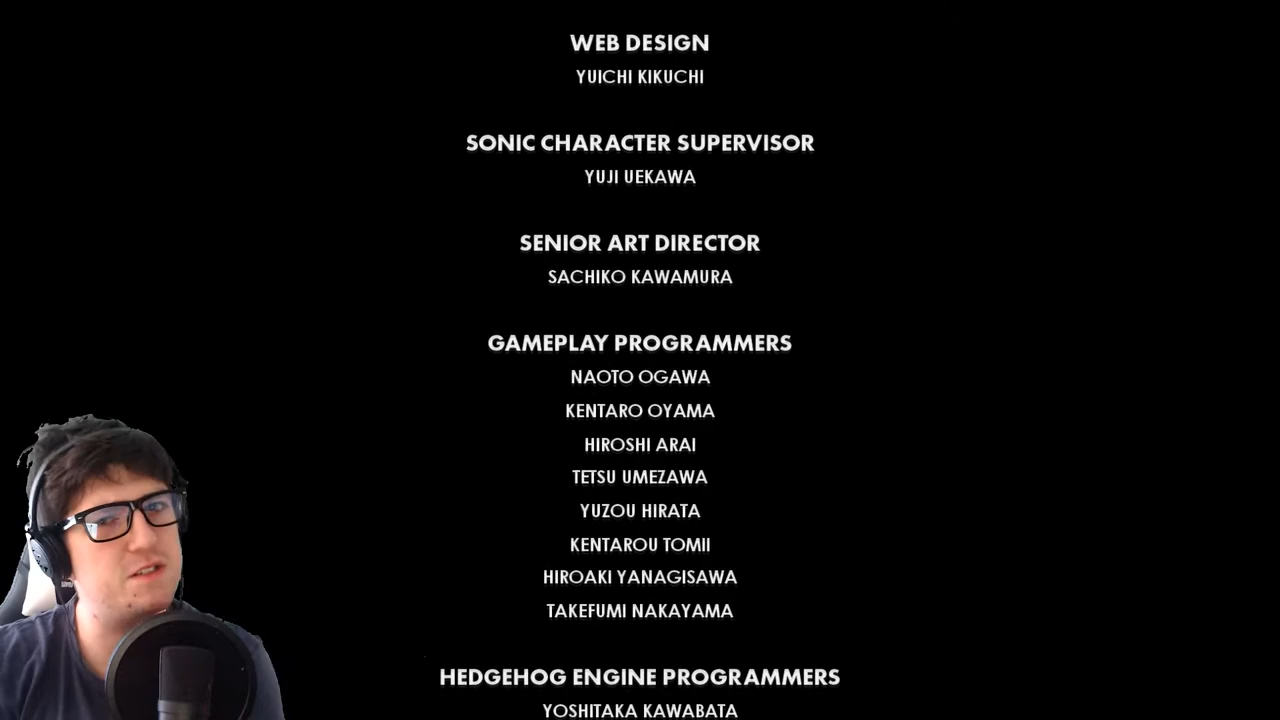 WEB DESIGN
YUICHI KIKUCHI
SONIC CHARACTER SUPERVISOR
YUJI UEKAWA
SENIOR ART DIRECTOR
SACHIKO KAWAMURA
GAMEPLAY PROGRAMMERS
NAOTO OGAWA
KENTARO OYAMA
HIROSHI ARAI
TETSU UMEZAWA
YUZOU HIRATA
KENTAROU TOMII
HIROAKI YANAGISAWA
TAKEFUMI NAKAYAMA
HEDGEHOG ENGINE PROGRAMMERS
YOSHITAKA KAWABATA